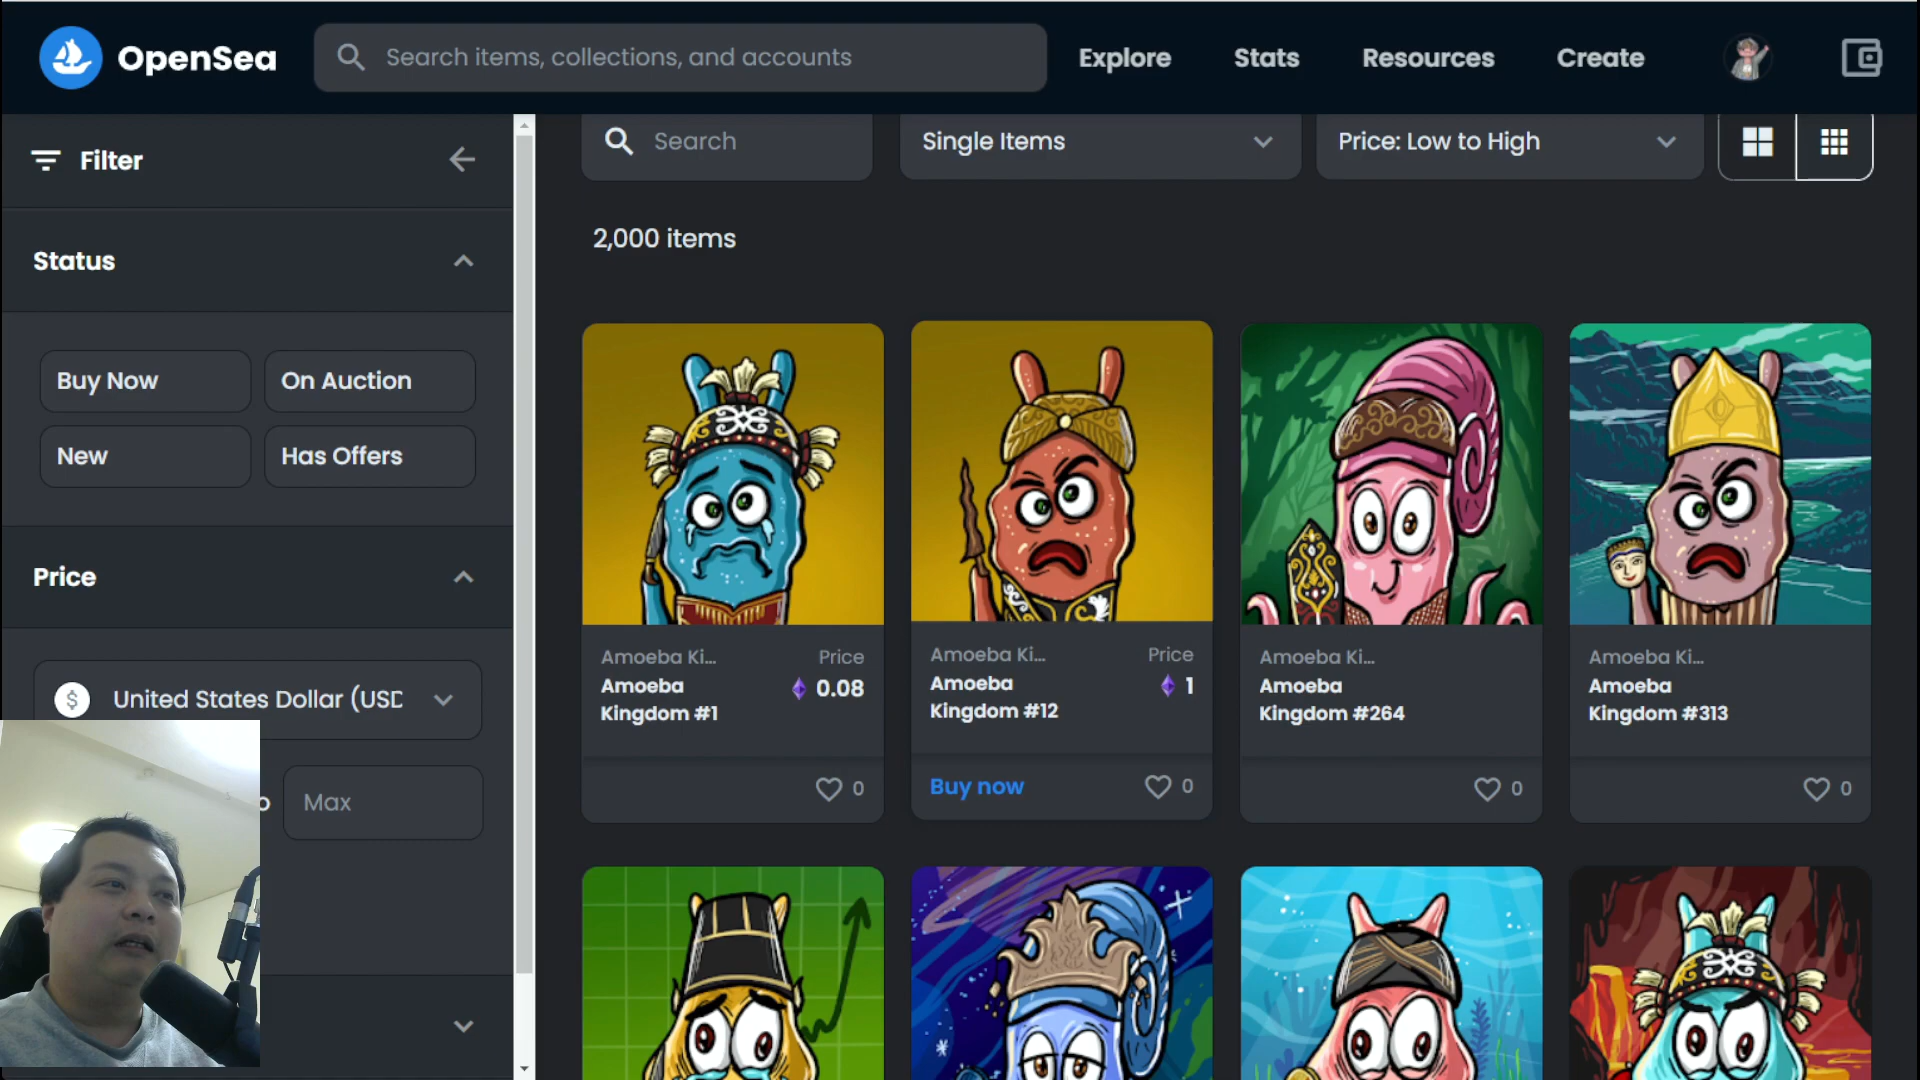 OpenSea
Search items, collections, and accounts
Explore
Stats
Resources
Create
Filter
Search
Single Items
Price: Low to High
2,000 items
Status
Buy Now
On Auction
New
Has Offers
Price
$ United States Dollar (USD
o
Max
Amoeba Ki...
Price
Amoeba
Kingdom #1
0.08
0
Amoeba Ki...
Price
Amoeba
Kingdom #12
1
Buy now
0
Amoeba Ki...
Amoeba
Kingdom #264
0
Amoeba Ki...
Amoeba
Kingdom #313
0